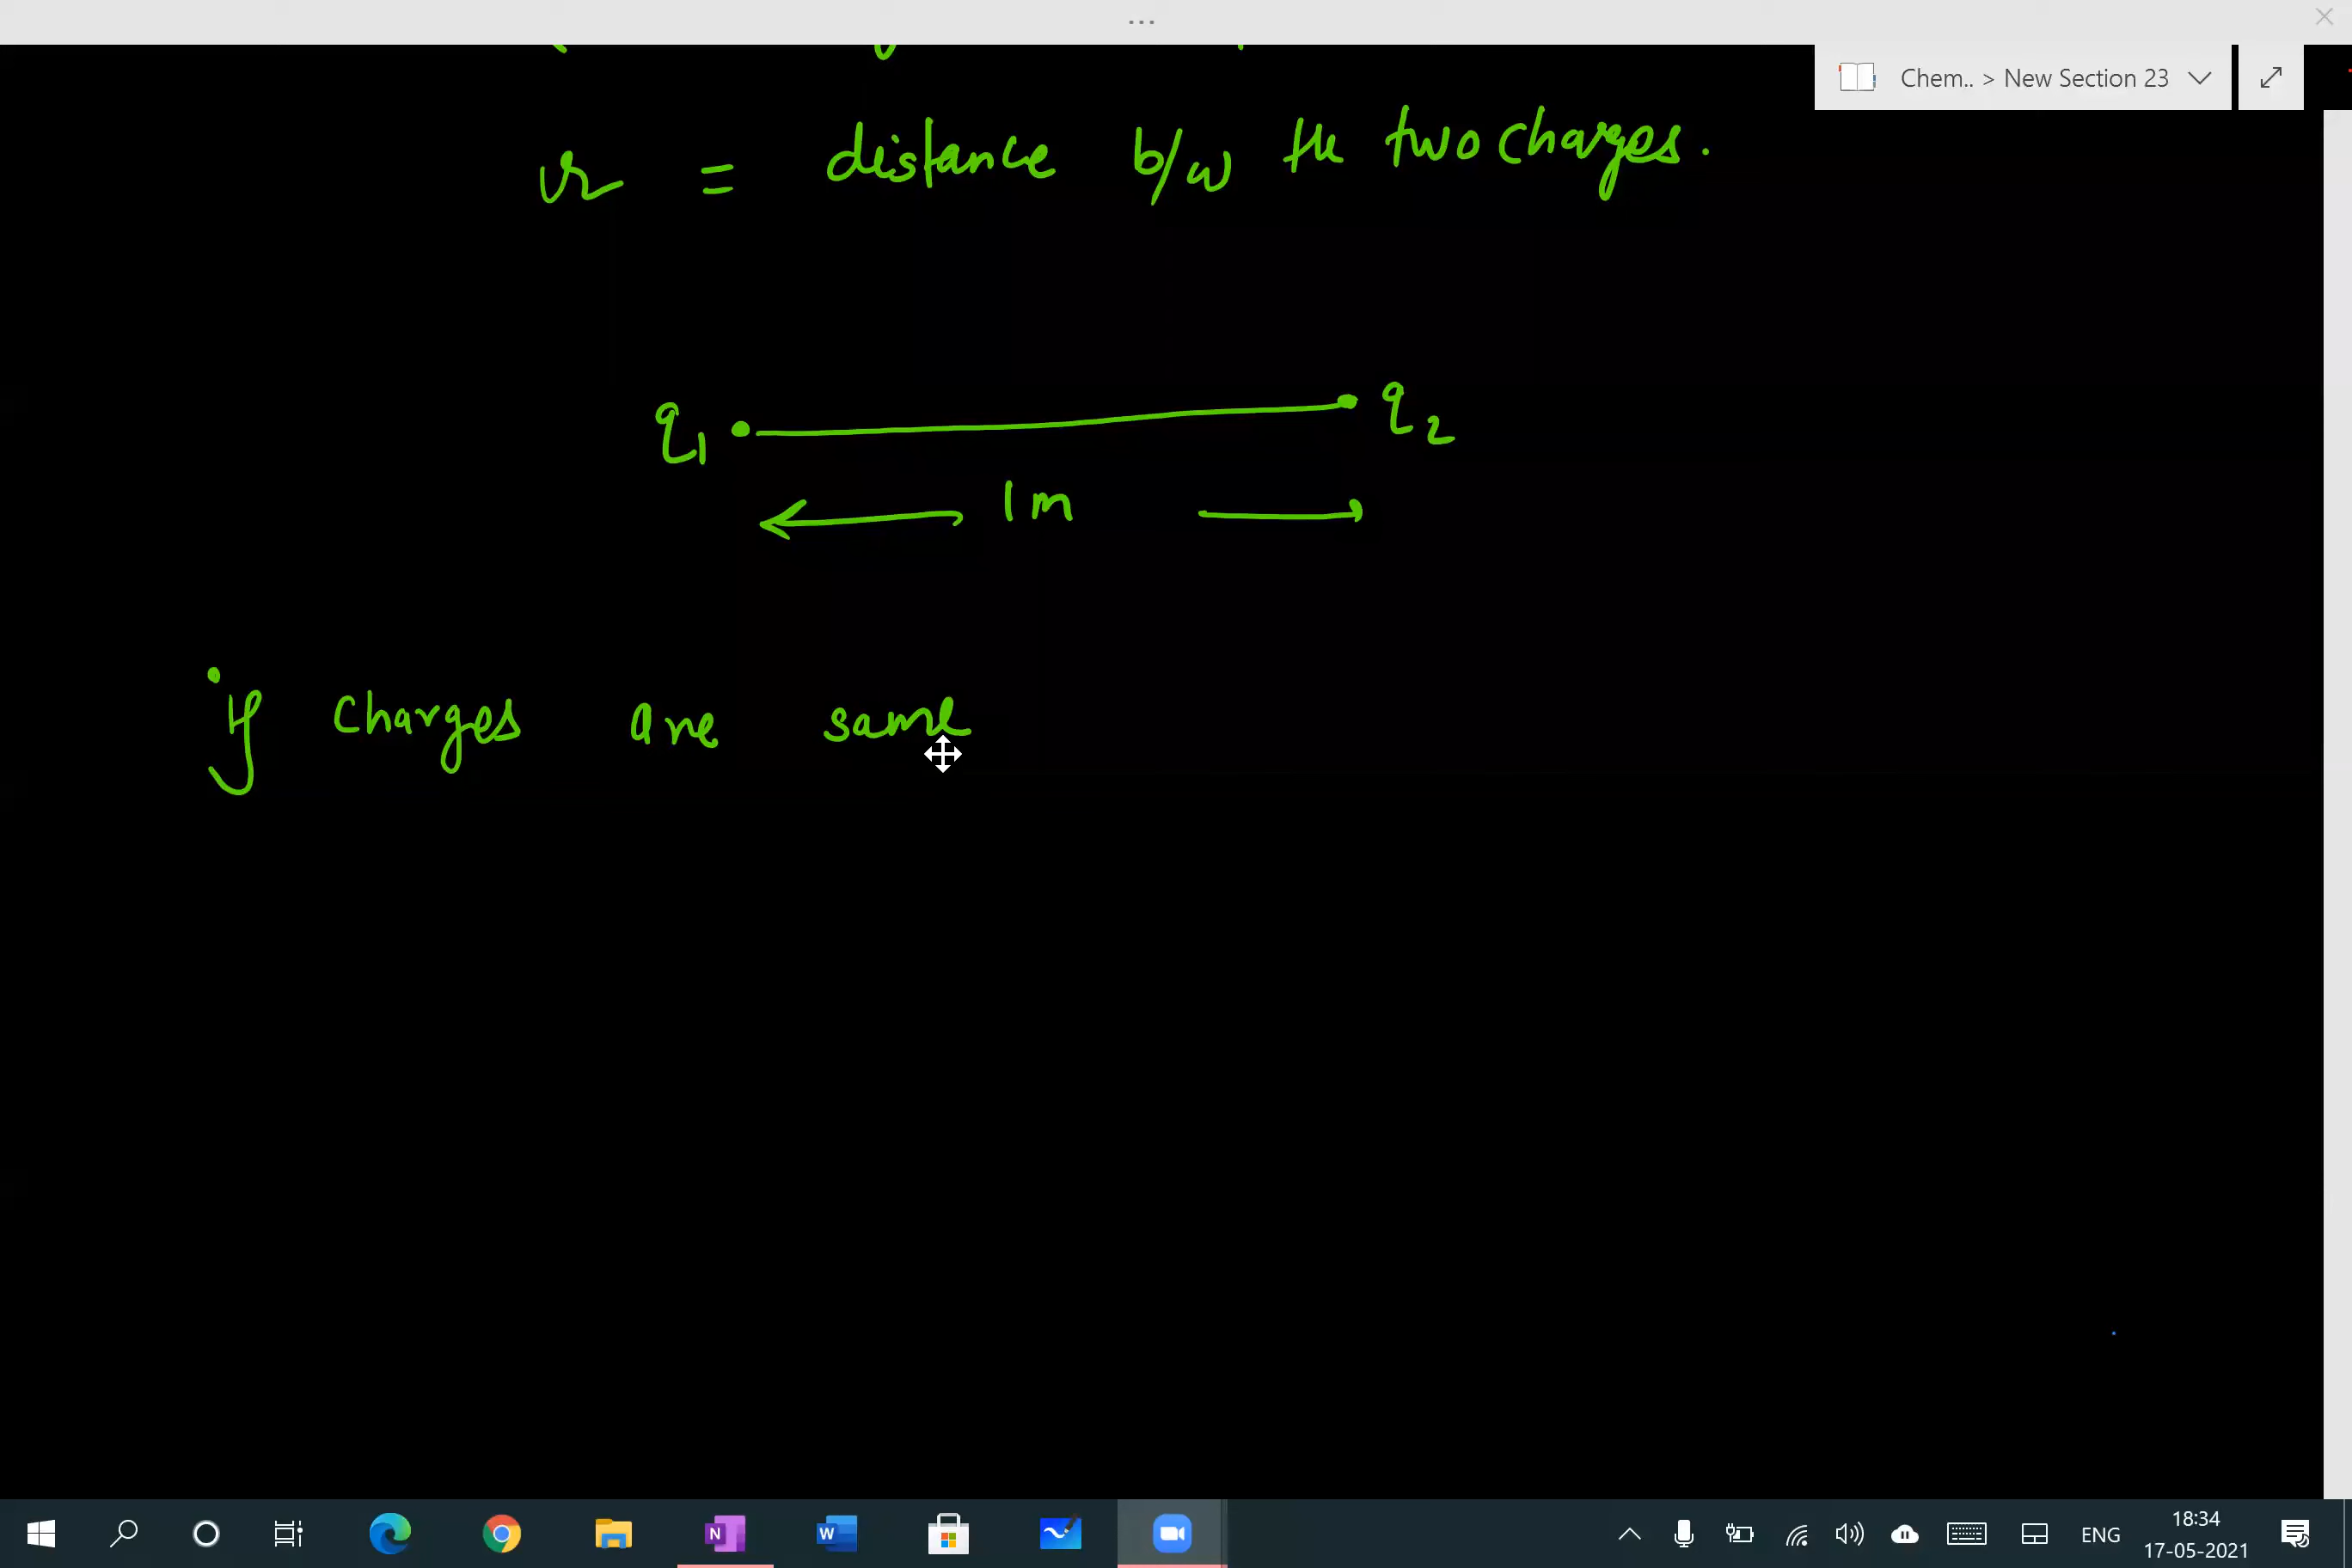 ...
Chem.. > New Section 23
r = distance b/w the two charges.
q1 q2
1m
if charges are same
N W ENG 18:34
17-05-2021